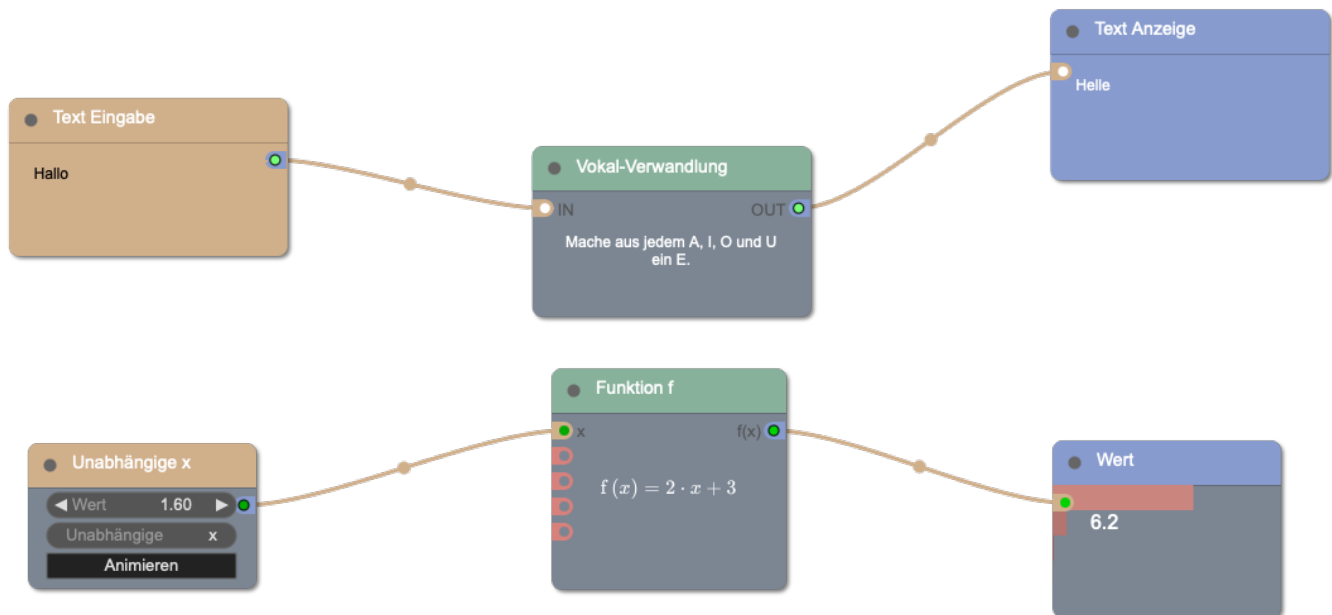 Text Eingabe
Hallo
Vokal-Verwandlung
IN
OUT
Mache aus jedem A, I, O und U
ein E.
Text Anzeige
Helle
Unabhängige x
Wert 1.60
Unabhängige x
Animieren
Funktion f
x
f(x)
f (x) = 2 · x + 3
Wert
6.2